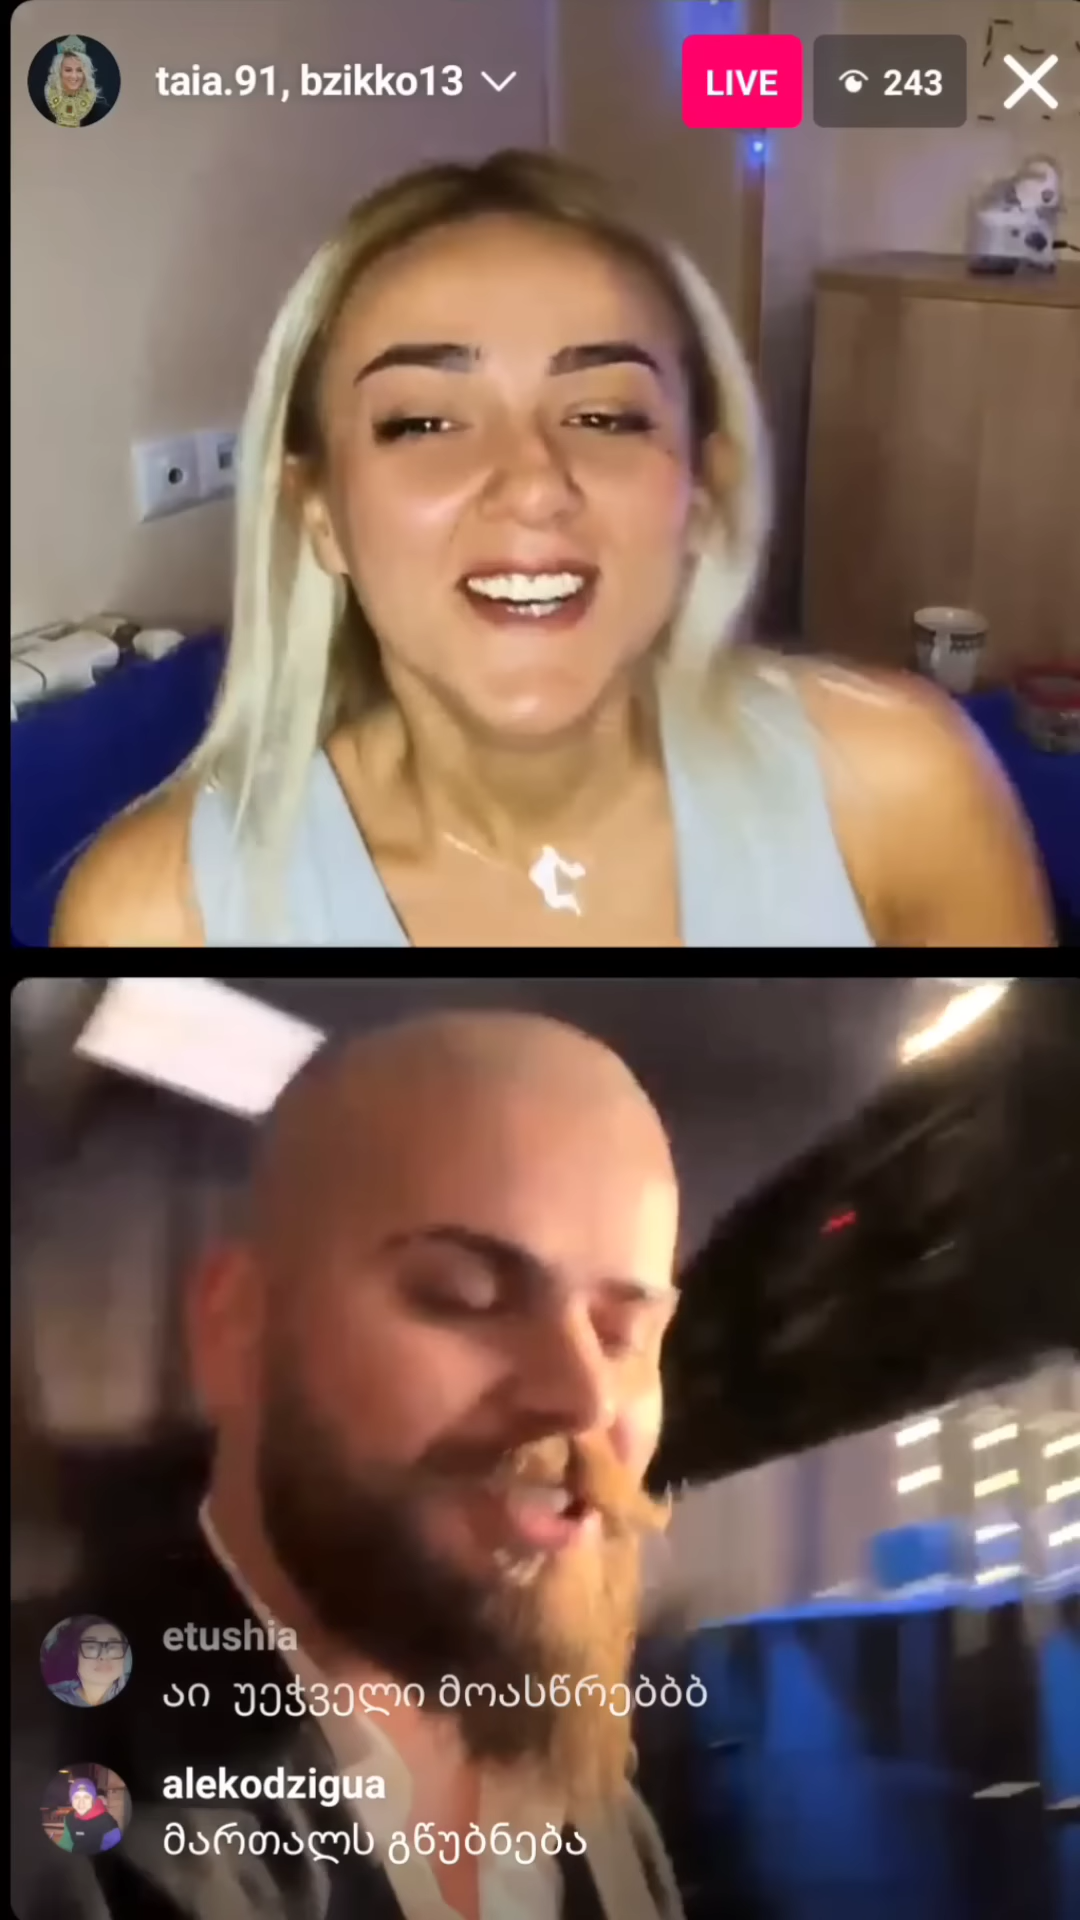 taia.91, bzikko13
LIVE
243
etushia
აი უეჭველი მოასწრებბბ
alekodzigua
მართალს გწუბნება